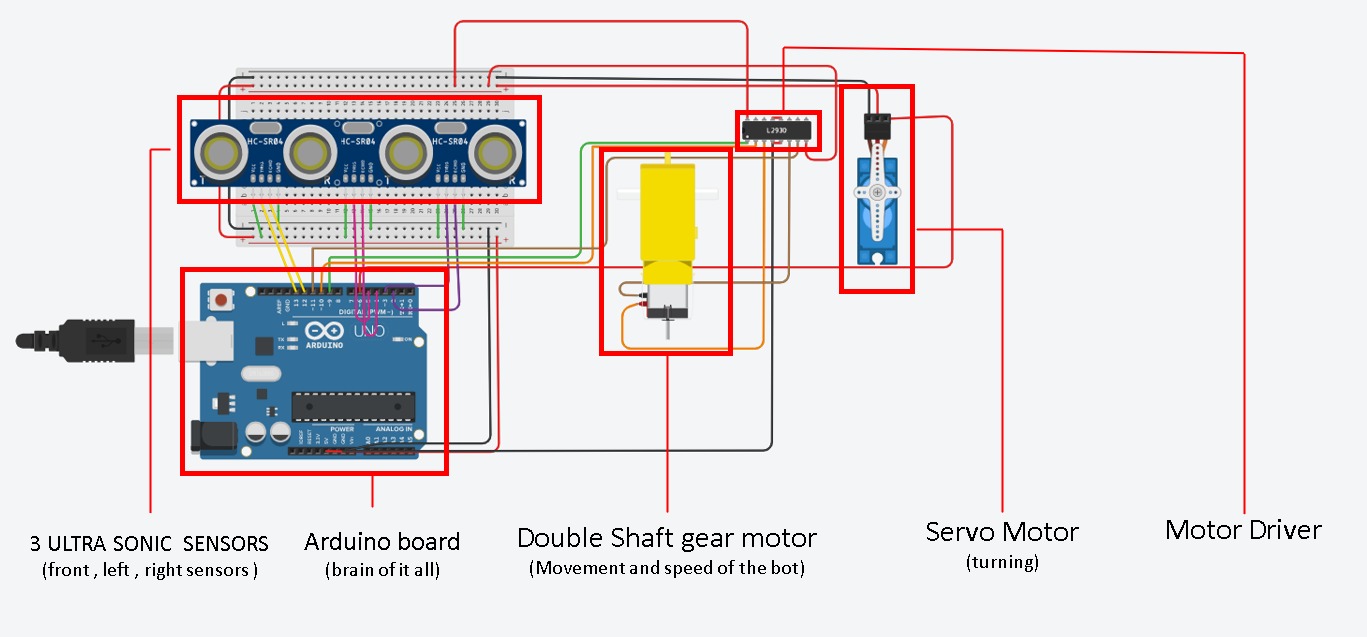 HC-SR04
HC-SR04
HC-SR04
L293D
DIGITAL (PWM~)
UNO
ARDUINO
POWER
ANALOG IN
3 ULTRA SONIC  SENSORS
(front , left , right sensors )
Arduino board
(brain of it all)
Double Shaft gear motor
(Movement and speed of the bot)
Servo Motor
(turning)
Motor Driver